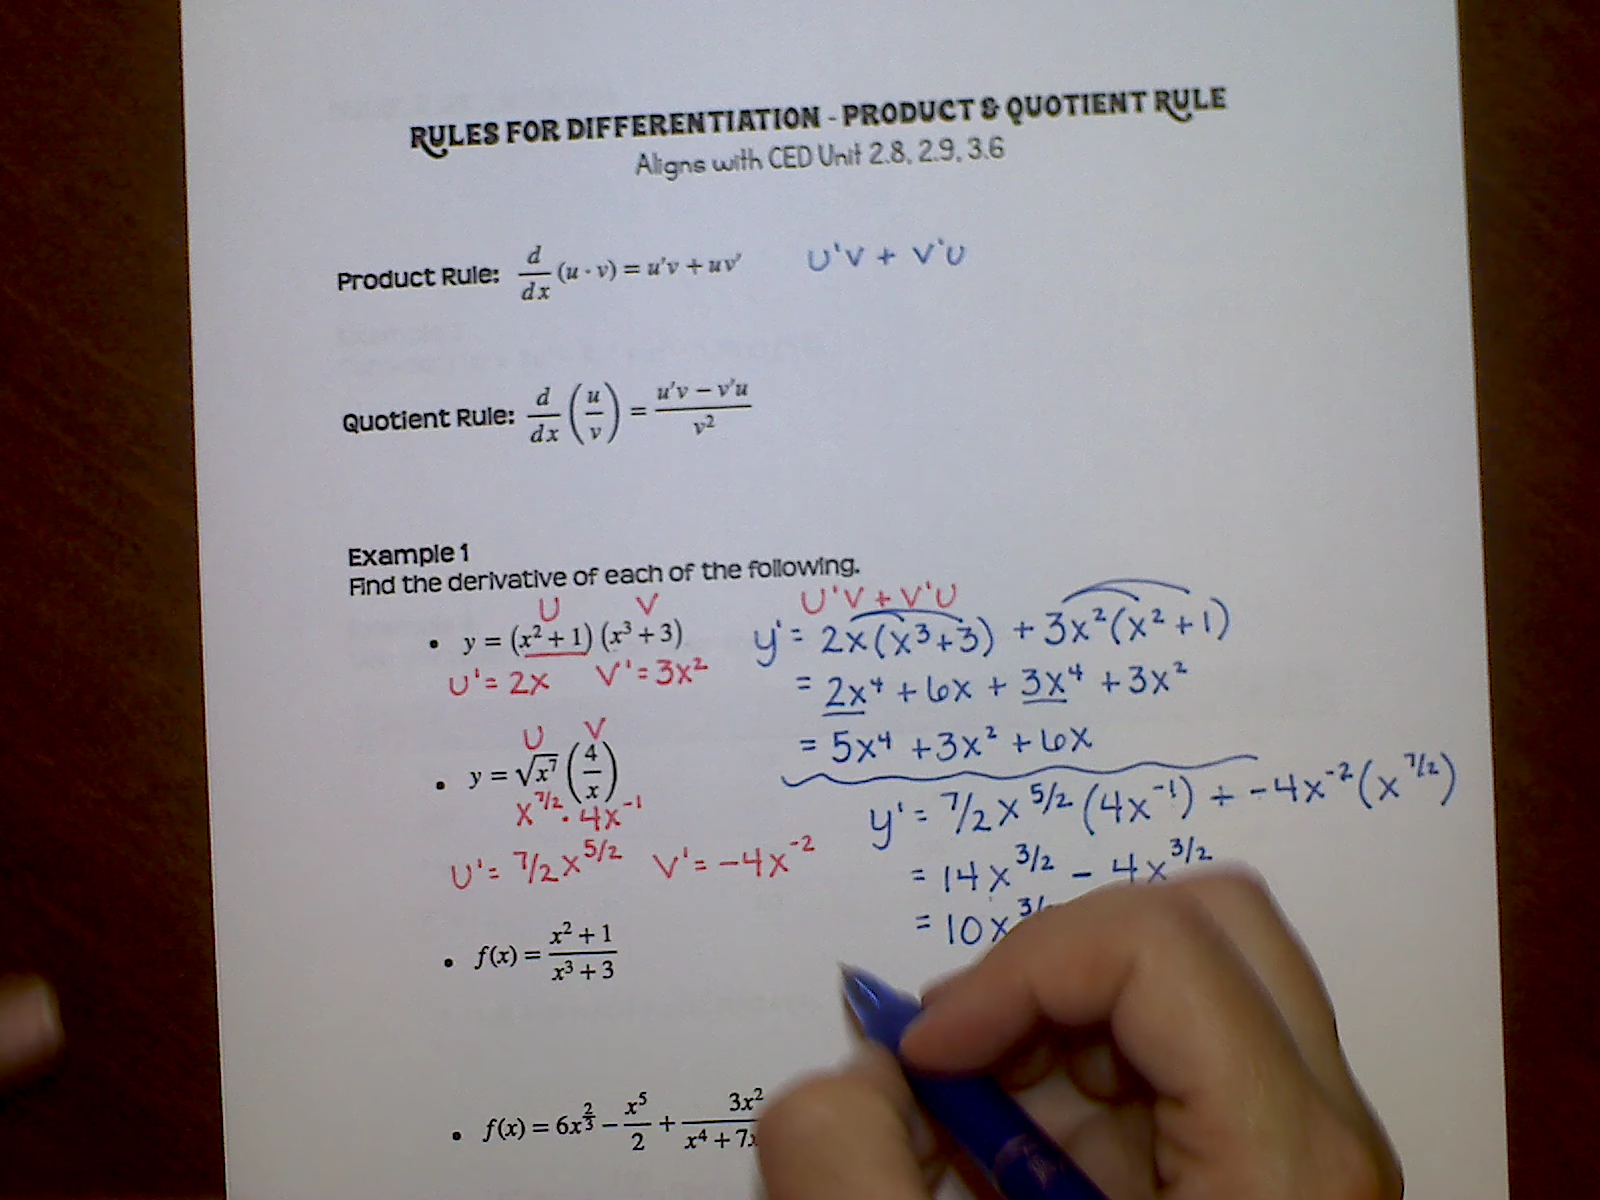 RULES FOR DIFFERENTIATION - PRODUCT & QUOTIENT RULE
Aligns with CED Unit 2.8, 2.9, 3.6
Product Rule: d/dx (u · v) = u'v + uv'
U'V + V'U
Quotient Rule: d/dx (u/v) = (u'v − v'u)/v²
Example 1
Find the derivative of each of the following.
U V
• y = (x² + 1)(x³ + 3)
U' = 2x V' = 3x²
U'V + V'U
y' = 2x(x³+3) + 3x²(x²+1)
= 2x⁴ + 6x + 3x⁴ + 3x²
= 5x⁴ + 3x² + 6x
U V
• y = √x⁷ (4/x)
x^7/2 · 4x^-1
U' = 7/2 x^5/2 V' = -4x^-2
y' = 7/2 x^5/2 (4x^-1) + -4x^-2 (x^7/2)
= 14x^3/2 - 4x^3/2
= 10x^3/
• f(x) = (x² + 1)/(x³ + 3)
• f(x) = 6x^2/3 − x⁵/2 + 3x²/x⁴ + 7